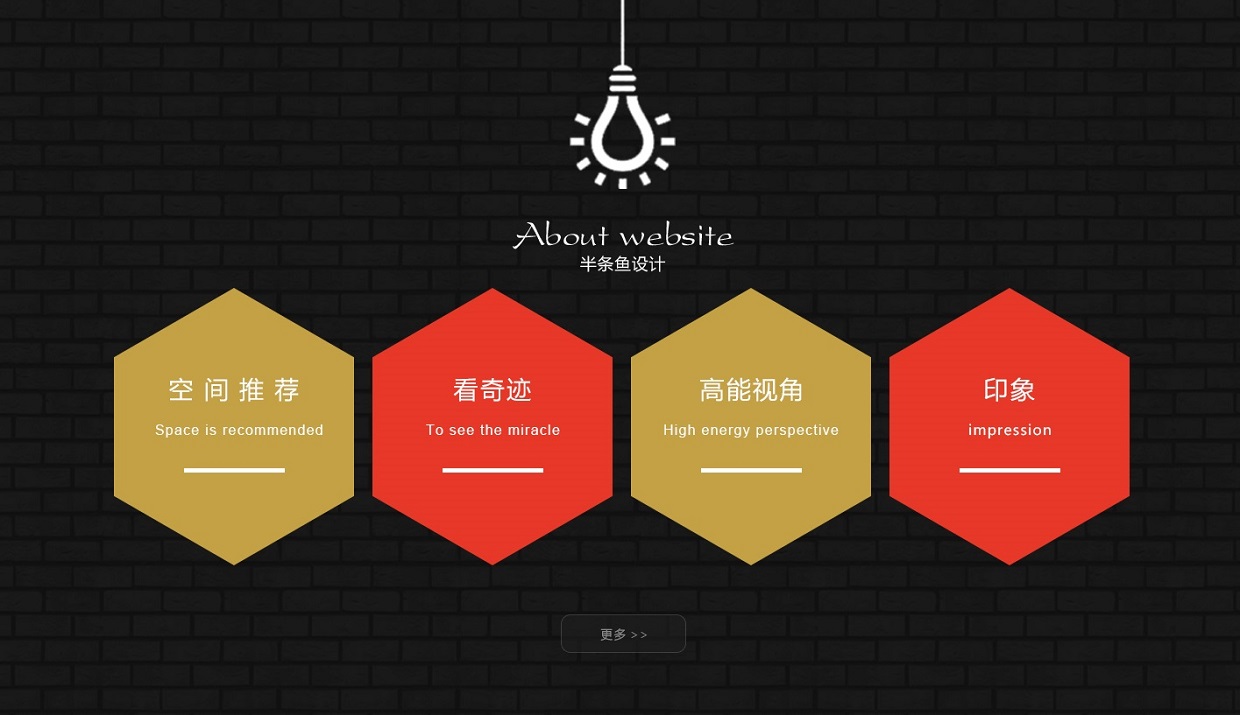 About website
半条鱼设计
空间推荐
Space is recommended
看奇迹
To see the miracle
高能视角
High energy perspective
印象
impression
更多 >>